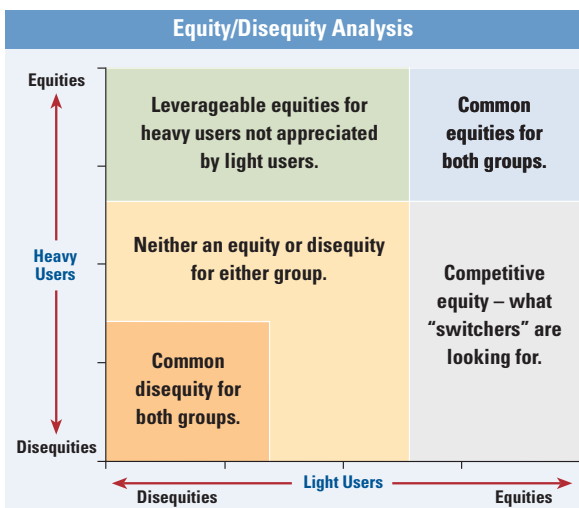 Equity/Disequity Analysis
Equities
Leverageable equities for
heavy users not appreciated
by light users.
Common
equities for
both groups.
Heavy
Users
Neither an equity or disequity
for either group.
Competitive
equity – what
“switchers” are
looking for.
Common
disequity for
both groups.
Disequities
Light Users
Disequities
Equities